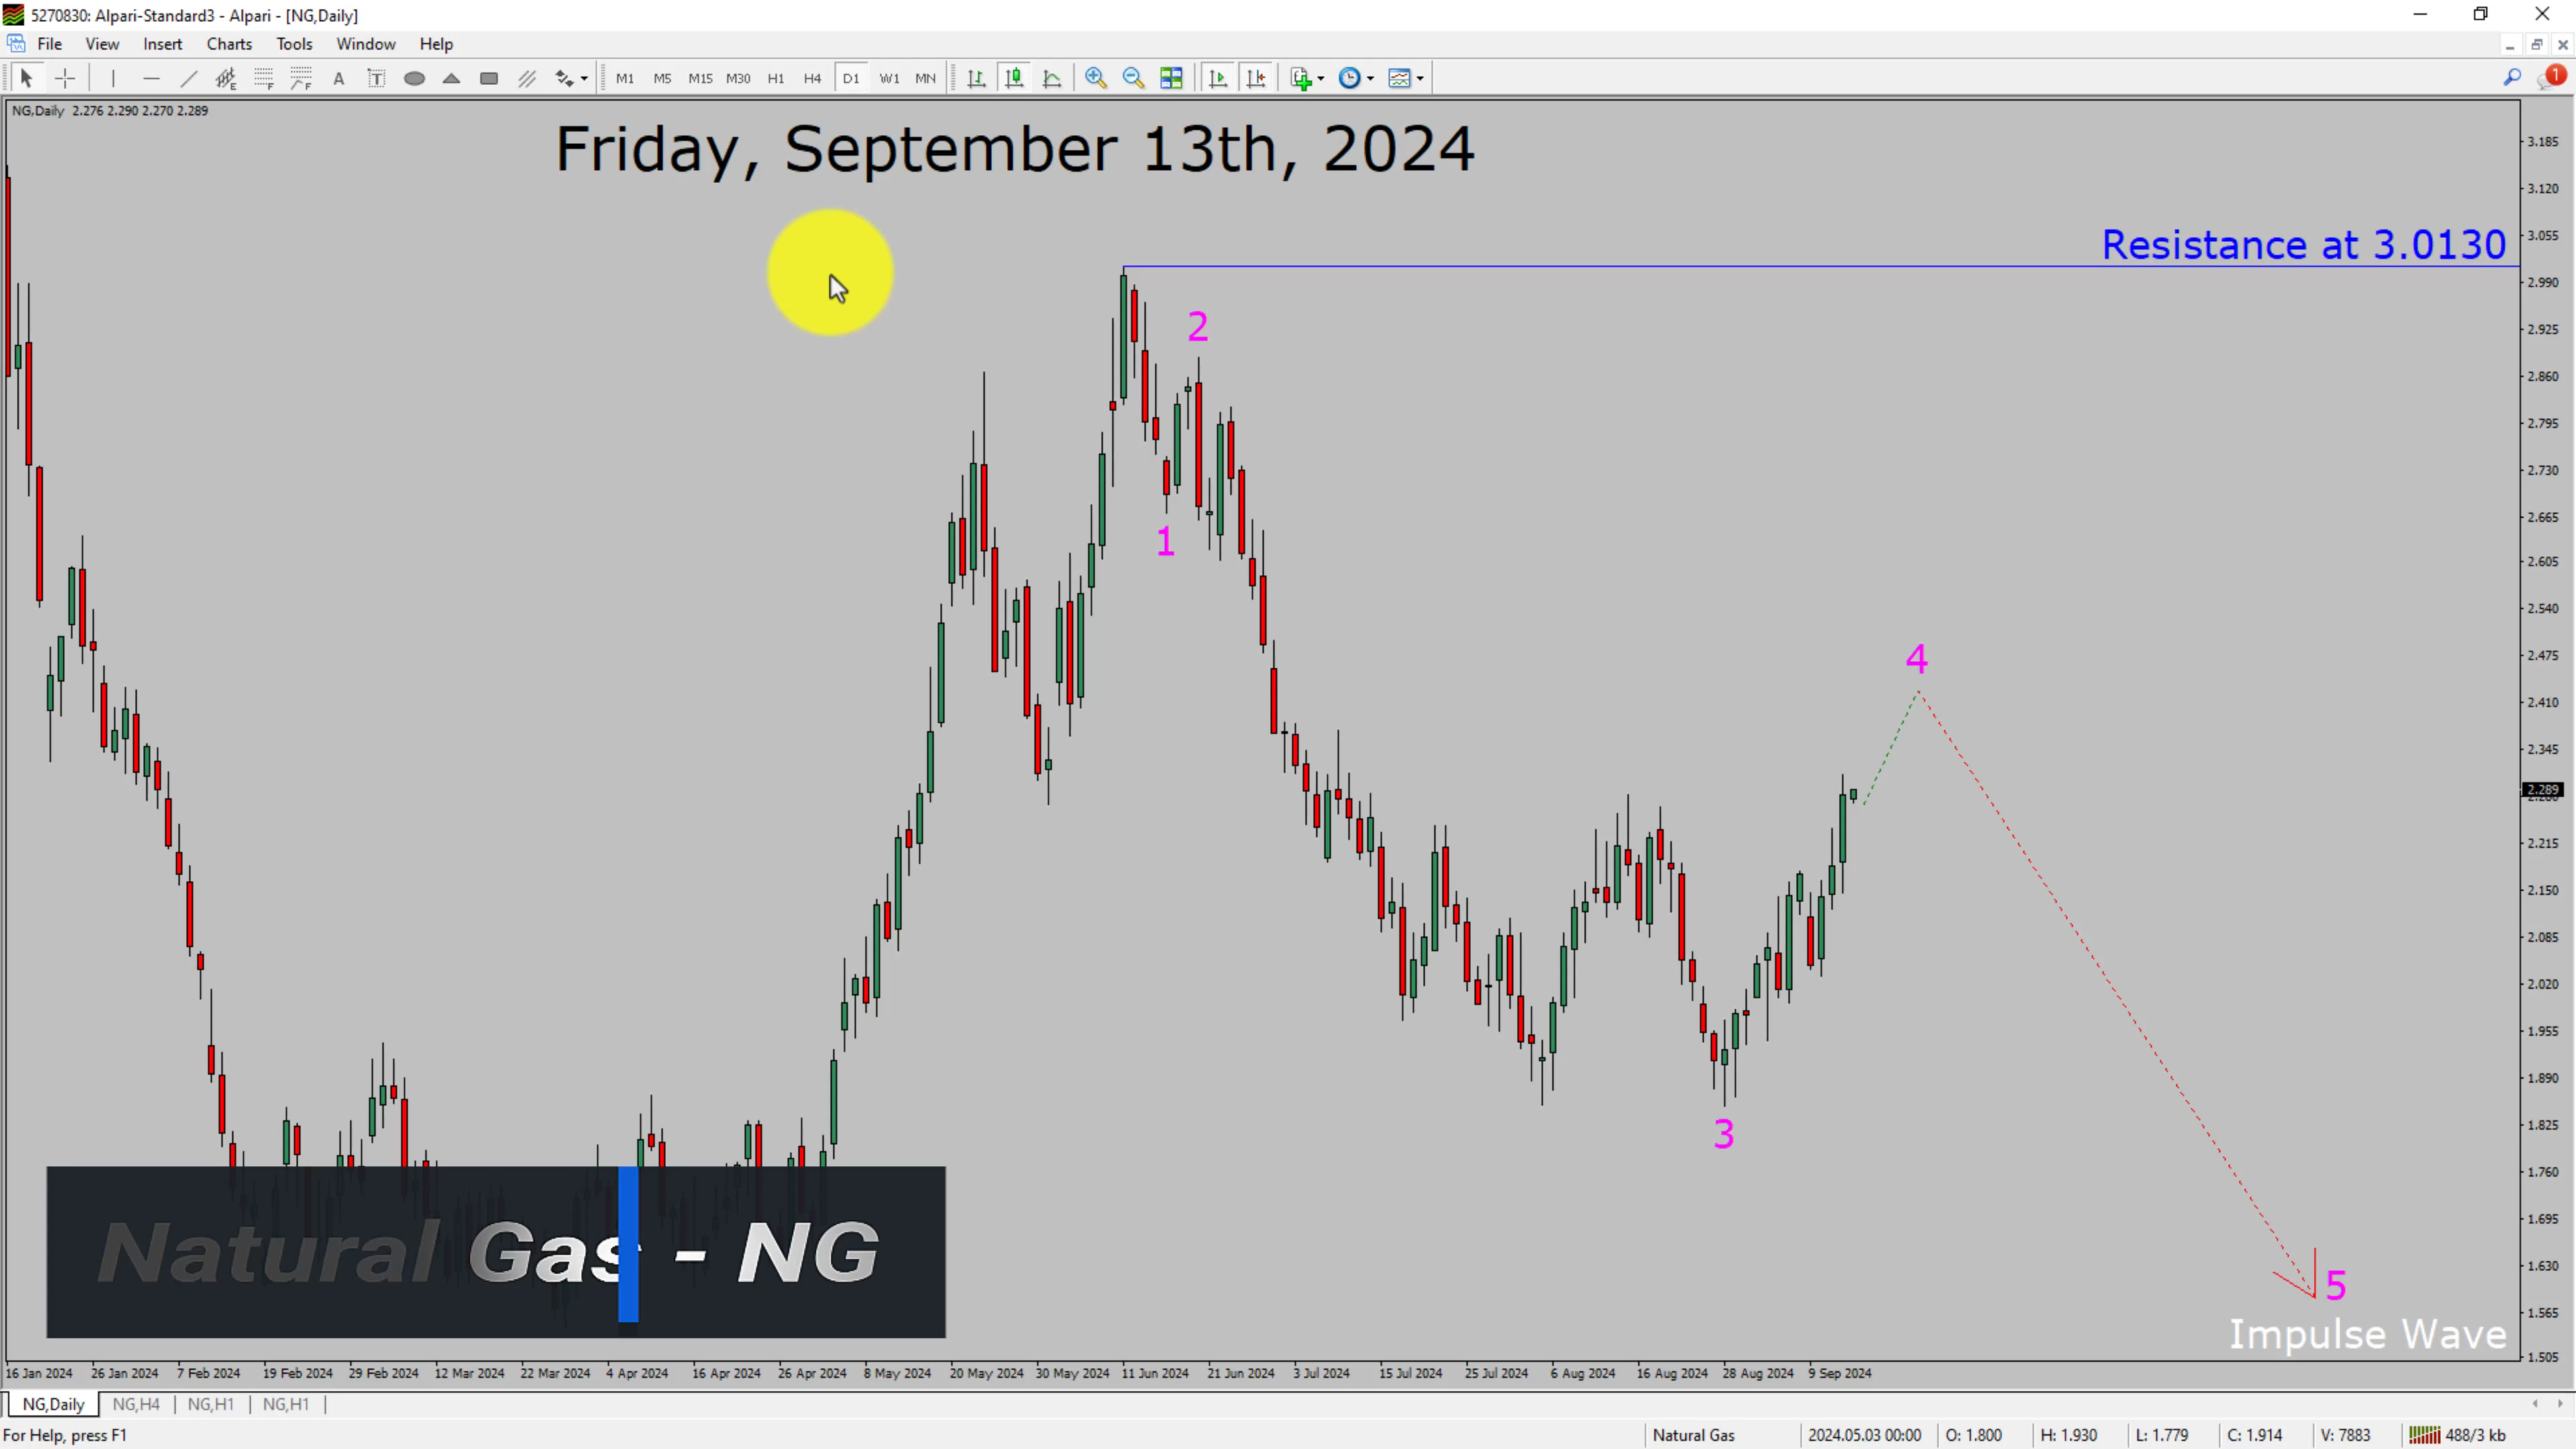 5270830: Alpari-Standard3 - Alpari - [NG,Daily]
File View Insert Charts Tools Window Help
A T M1 M5 M15 M30 H1 H4 D1 W1 MN 1
NG,Daily 2.276 2.290 2.270 2.289
Friday, September 13th, 2024
3.185
3.120
3.055
Resistance at 3.0130
2.990
2.925
2
2.860
2.795
2.730
2.665
1
2.605
2.540
2.475
4
2.410
2.345
2.289
2.215
2.150
2.085
2.020
1.955
1.890
1.825
3
1.760
1.695
Natural Gas - NG
1.630
5
1.565
Impulse Wave
1.505
16 Jan 2024 26 Jan 2024 7 Feb 2024 19 Feb 2024 29 Feb 2024 12 Mar 2024 22 Mar 2024 4 Apr 2024 16 Apr 2024 26 Apr 2024 8 May 2024 20 May 2024 30 May 2024 11 Jun 2024 21 Jun 2024 3 Jul 2024 15 Jul 2024 25 Jul 2024 6 Aug 2024 16 Aug 2024 28 Aug 2024 9 Sep 2024
NG,Daily NG,H4 NG,H1 NG,H1
For Help, press F1 Natural Gas 2024.05.03 00:00 O: 1.800 H: 1.930 L: 1.779 C: 1.914 V: 7883 488/3 kb